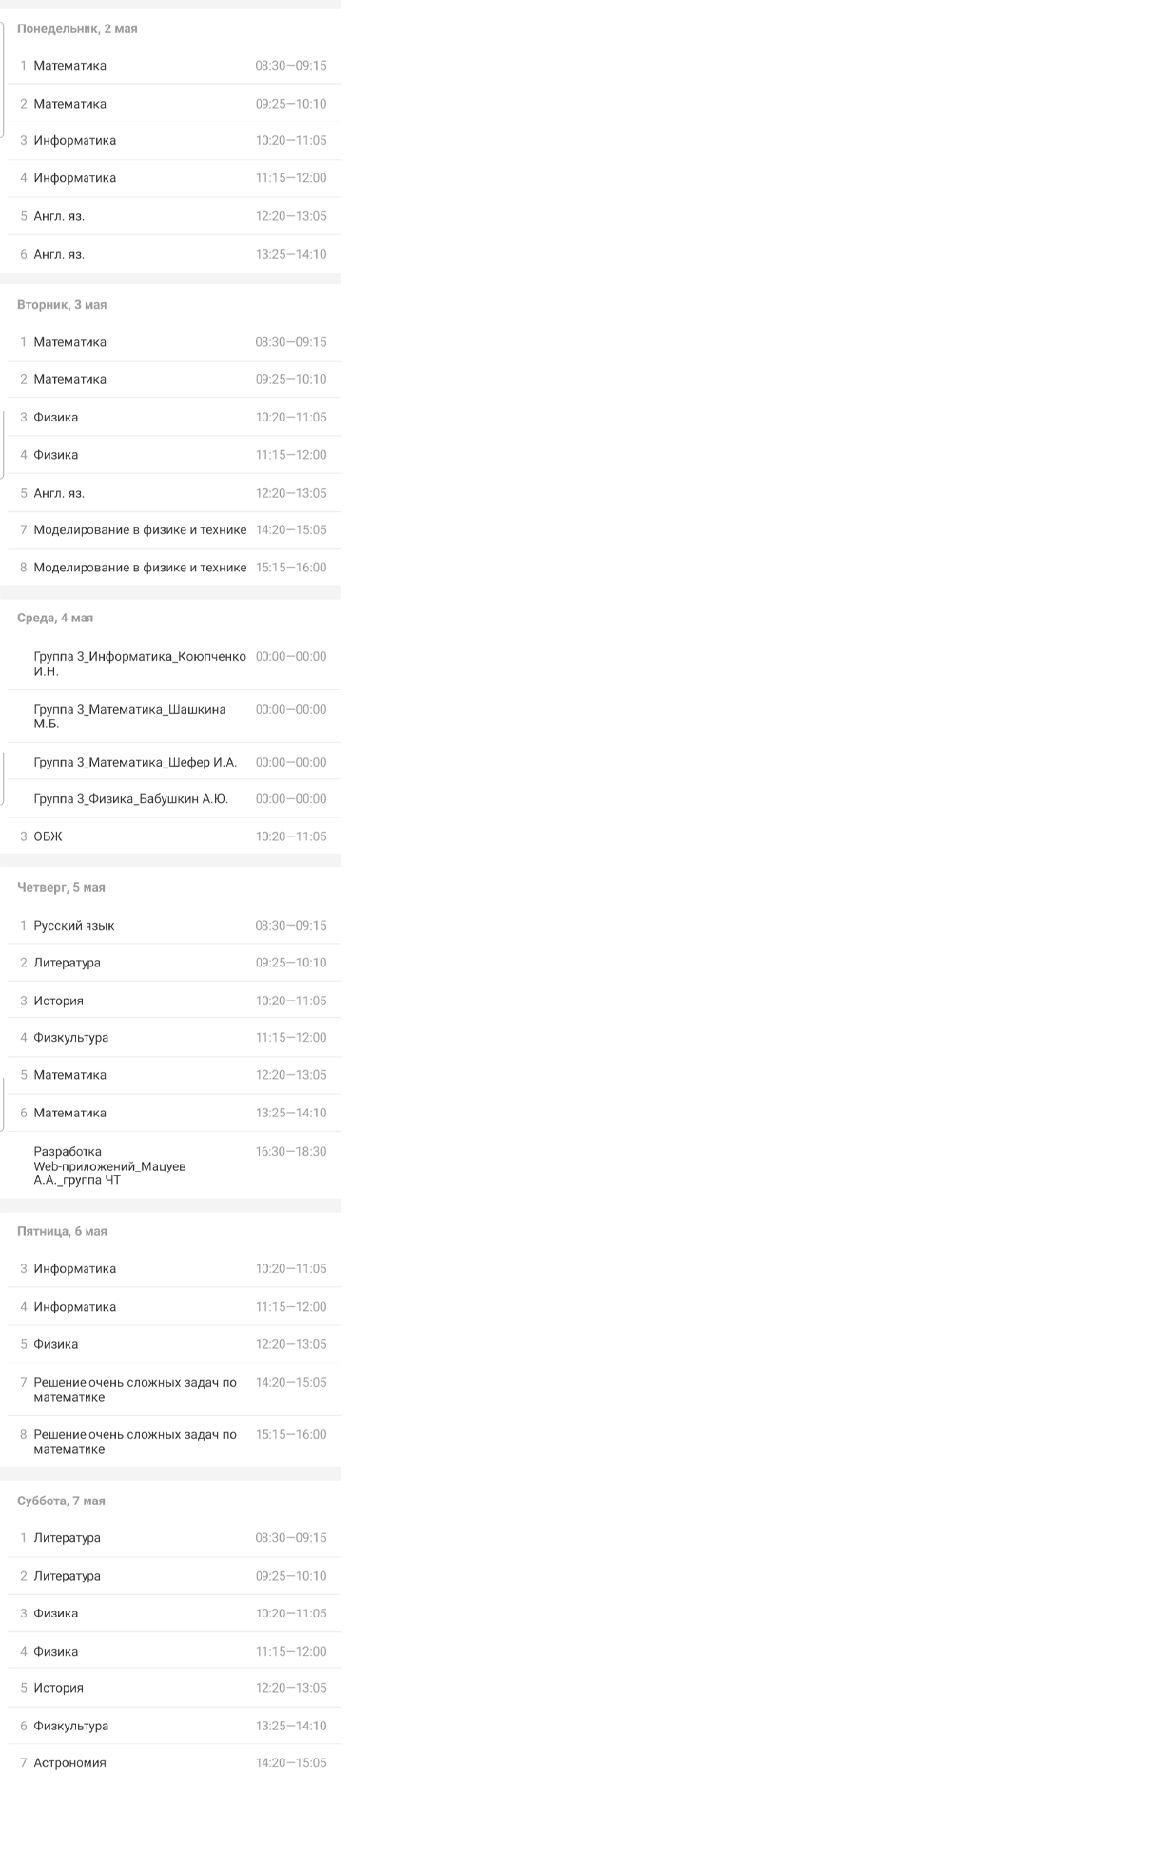 Понедельник, 2 мая
1 Математика 08:30—09:15
2 Математика 09:25—10:10
3 Информатика 10:20—11:05
4 Информатика 11:15—12:00
5 Англ. яз. 12:20—13:05
6 Англ. яз. 13:25—14:10
Вторник, 3 мая
1 Математика 08:30—09:15
2 Математика 09:25—10:10
3 Физика 10:20—11:05
4 Физика 11:15—12:00
5 Англ. яз. 12:20—13:05
7 Моделирование в физике и технике 14:20—15:05
8 Моделирование в физике и технике 15:15—16:00
Среда, 4 мая
Группа 3_Информатика_Коюпченко 00:00—00:00
И.Н.
Группа 3_Математика_Шашкина 00:00—00:00
М.Б.
Группа 3_Математика_Шефер И.А. 00:00—00:00
Группа 3_Физика_Бабушкин А.Ю. 00:00—00:00
3 ОБЖ 10:20—11:05
Четверг, 5 мая
1 Русский язык 08:30—09:15
2 Литература 09:25—10:10
3 История 10:20—11:05
4 Физкультура 11:15—12:00
5 Математика 12:20—13:05
6 Математика 13:25—14:10
Разработка 16:30—18:30
Web-приложений_Мацуев
А.А._группа ЧТ
Пятница, 6 мая
3 Информатика 10:20—11:05
4 Информатика 11:15—12:00
5 Физика 12:20—13:05
7 Решение очень сложных задач по 14:20—15:05
математике
8 Решение очень сложных задач по 15:15—16:00
математике
Суббота, 7 мая
1 Литература 08:30—09:15
2 Литература 09:25—10:10
3 Физика 10:20—11:05
4 Физика 11:15—12:00
5 История 12:20—13:05
6 Физкультура 13:25—14:10
7 Астрономия 14:20—15:05